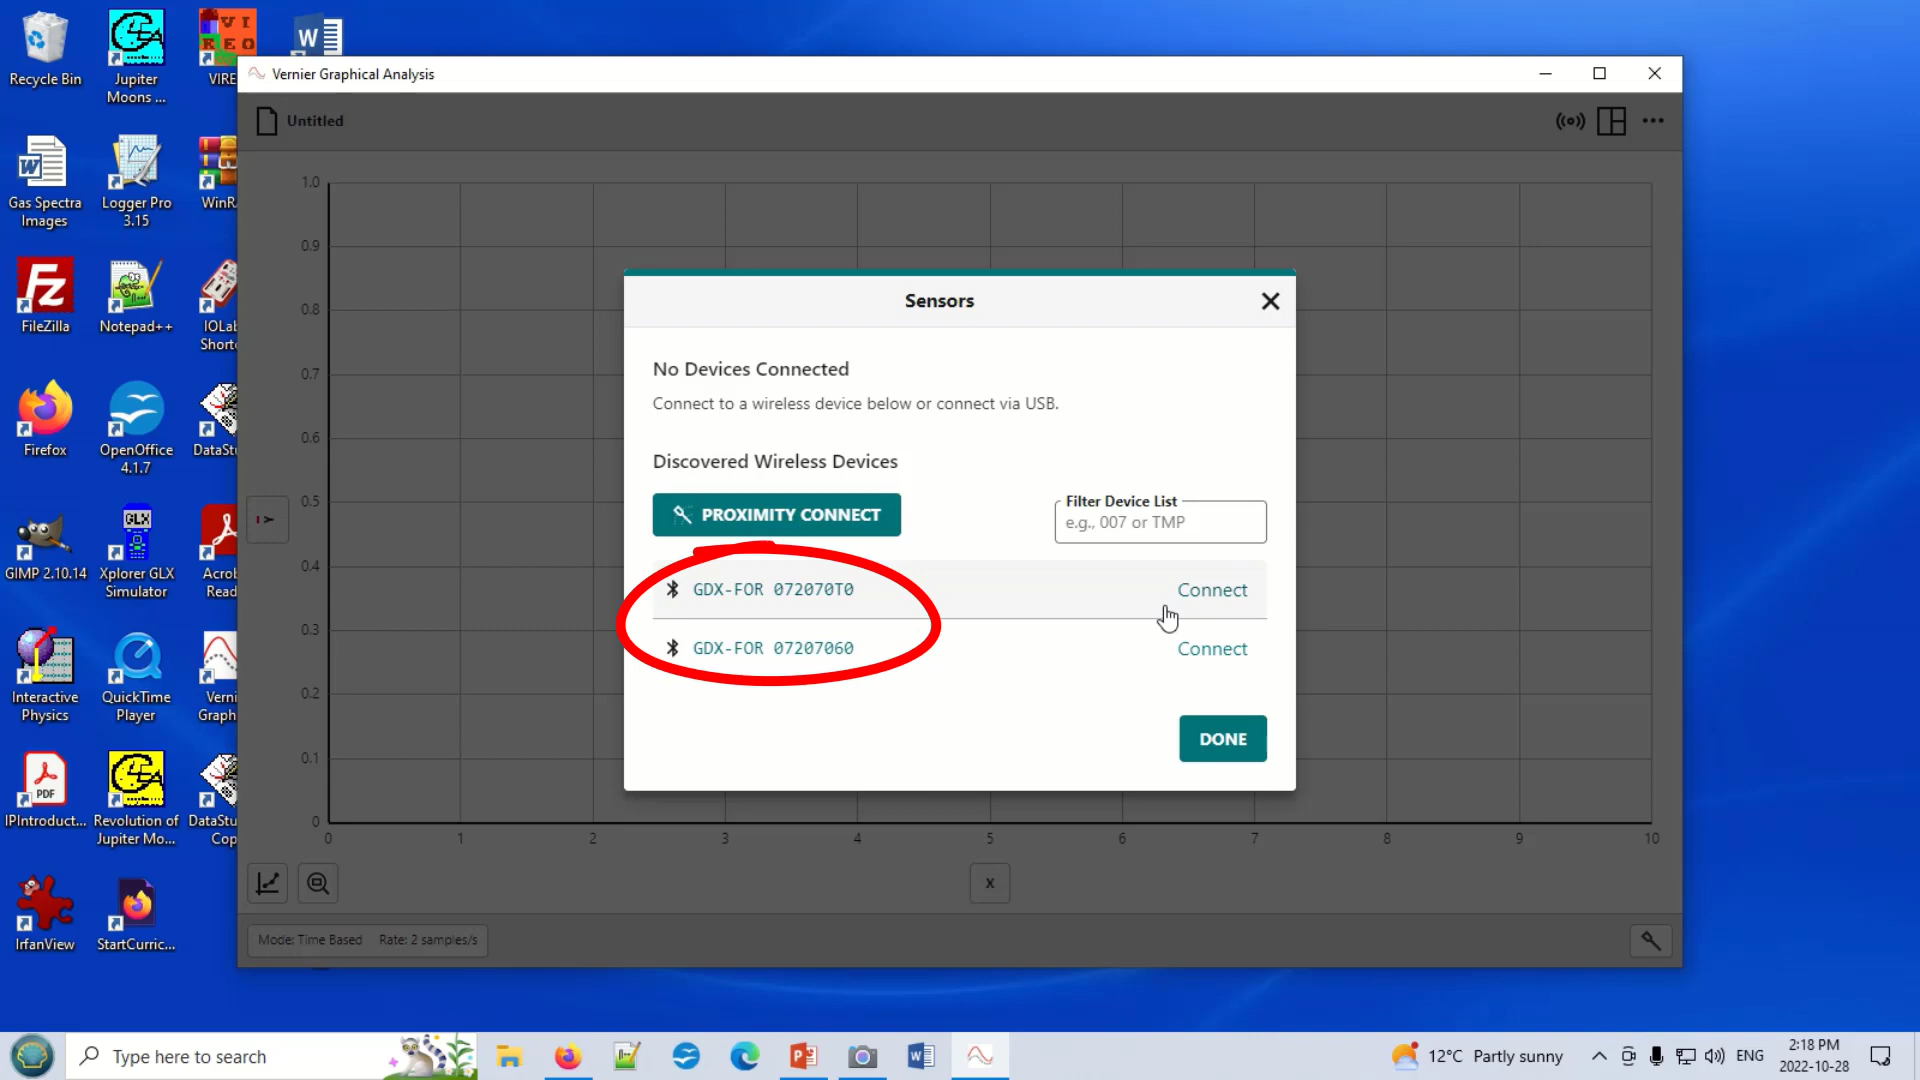 Recycle Bin
Jupiter
Moons ...
VIRE
Vernier Graphical Analysis
Untitled
Gas Spectra
Images
Logger Pro
3.15
WinR
FileZilla
Notepad++
IOLab
Short
Firefox
OpenOffice
4.1.7
DataStu
GIMP 2.10.14
Xplorer GLX
Simulator
Acrob
Read
Interactive
Physics
QuickTime
Player
Verni
Graph
IPIntroduct...
Revolution of
Jupiter Mo...
DataStu
Cop
IrfanView
StartCurric...
1.0
0.9
0.8
0.7
0.6
0.5
0.4
0.3
0.2
0.1
0
0 1 2 3 4 5 6 7 8 9 10
X
Mode: Time Based Rate: 2 samples/s
Sensors
No Devices Connected
Connect to a wireless device below or connect via USB.
Discovered Wireless Devices
PROXIMITY CONNECT
Filter Device List
e.g., 007 or TMP
GDX-FOR 072070T0 Connect
GDX-FOR 07207060 Connect
DONE
Type here to search
12°C Partly sunny
ENG
2:18 PM
2022-10-28